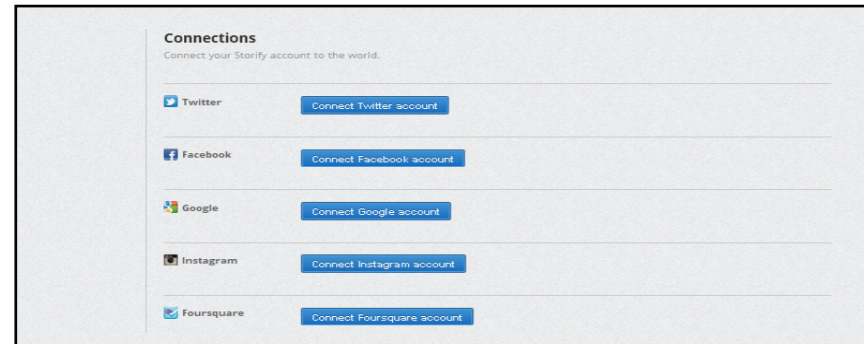 Connections
Connect your Storify account to the world.
Twitter Connect Twitter account
Facebook Connect Facebook account
Google Connect Google account
Instagram Connect Instagram account
Foursquare Connect Foursquare account